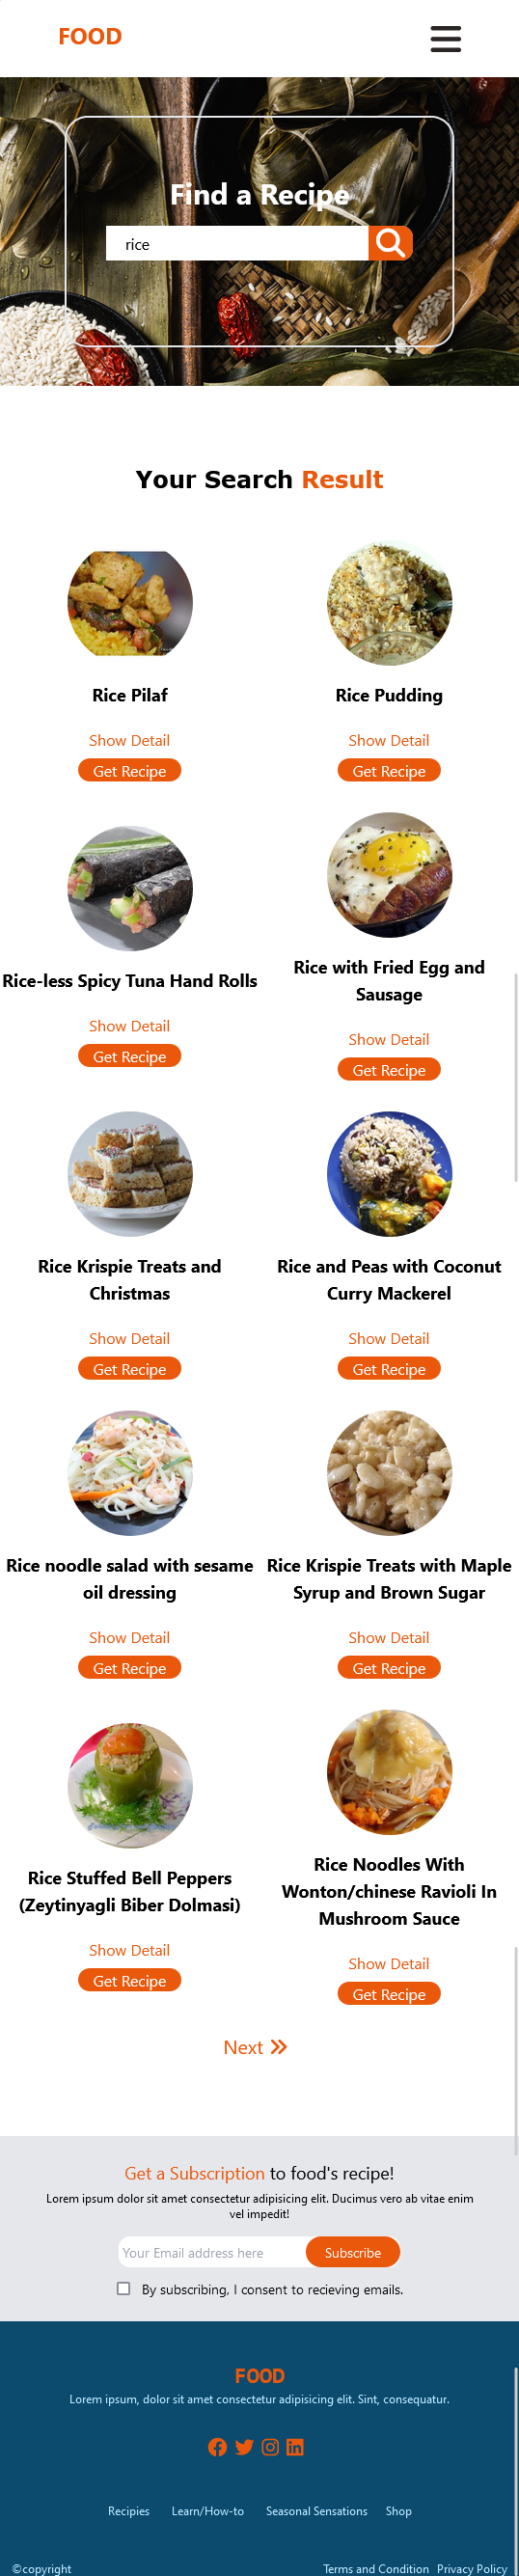 FOOD
Find a Recipe
rice
Your Search Result
Rice Pilaf
Show Detail
Get Recipe
Rice Pudding
Show Detail
Get Recipe
Rice-less Spicy Tuna Hand Rolls
Show Detail
Get Recipe
Rice with Fried Egg and
Sausage
Show Detail
Get Recipe
Rice Krispie Treats and
Christmas
Show Detail
Get Recipe
Rice and Peas with Coconut
Curry Mackerel
Show Detail
Get Recipe
Rice noodle salad with sesame
oil dressing
Show Detail
Get Recipe
Rice Krispie Treats with Maple
Syrup and Brown Sugar
Show Detail
Get Recipe
Rice Stuffed Bell Peppers
(Zeytinyagli Biber Dolmasi)
Show Detail
Get Recipe
Rice Noodles With
Wonton/chinese Ravioli In
Mushroom Sauce
Show Detail
Get Recipe
Next
Get a Subscription to food's recipe!
Lorem ipsum dolor sit amet consectetur adipisicing elit. Ducimus vero ab vitae enim
vel impedit!
Your Email address here
Subscribe
By subscribing, I consent to recieving emails.
FOOD
Lorem ipsum, dolor sit amet consectetur adipisicing elit. Sint, consequatur.
Recipies Learn/How-to Seasonal Sensations Shop
©copyright Terms and Condition Privacy Policy